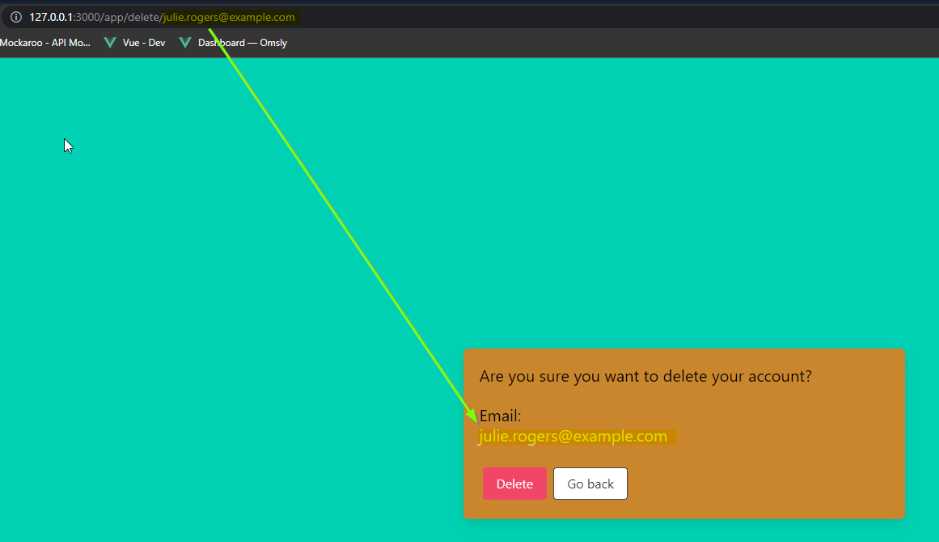 127.0.0.1:3000/app/delete/julie.rogers@example.com
Mockaroo - API Mo... Vue - Dev Dashboard — Omsly
Are you sure you want to delete your account?
Email:
julie.rogers@example.com
Delete Go back